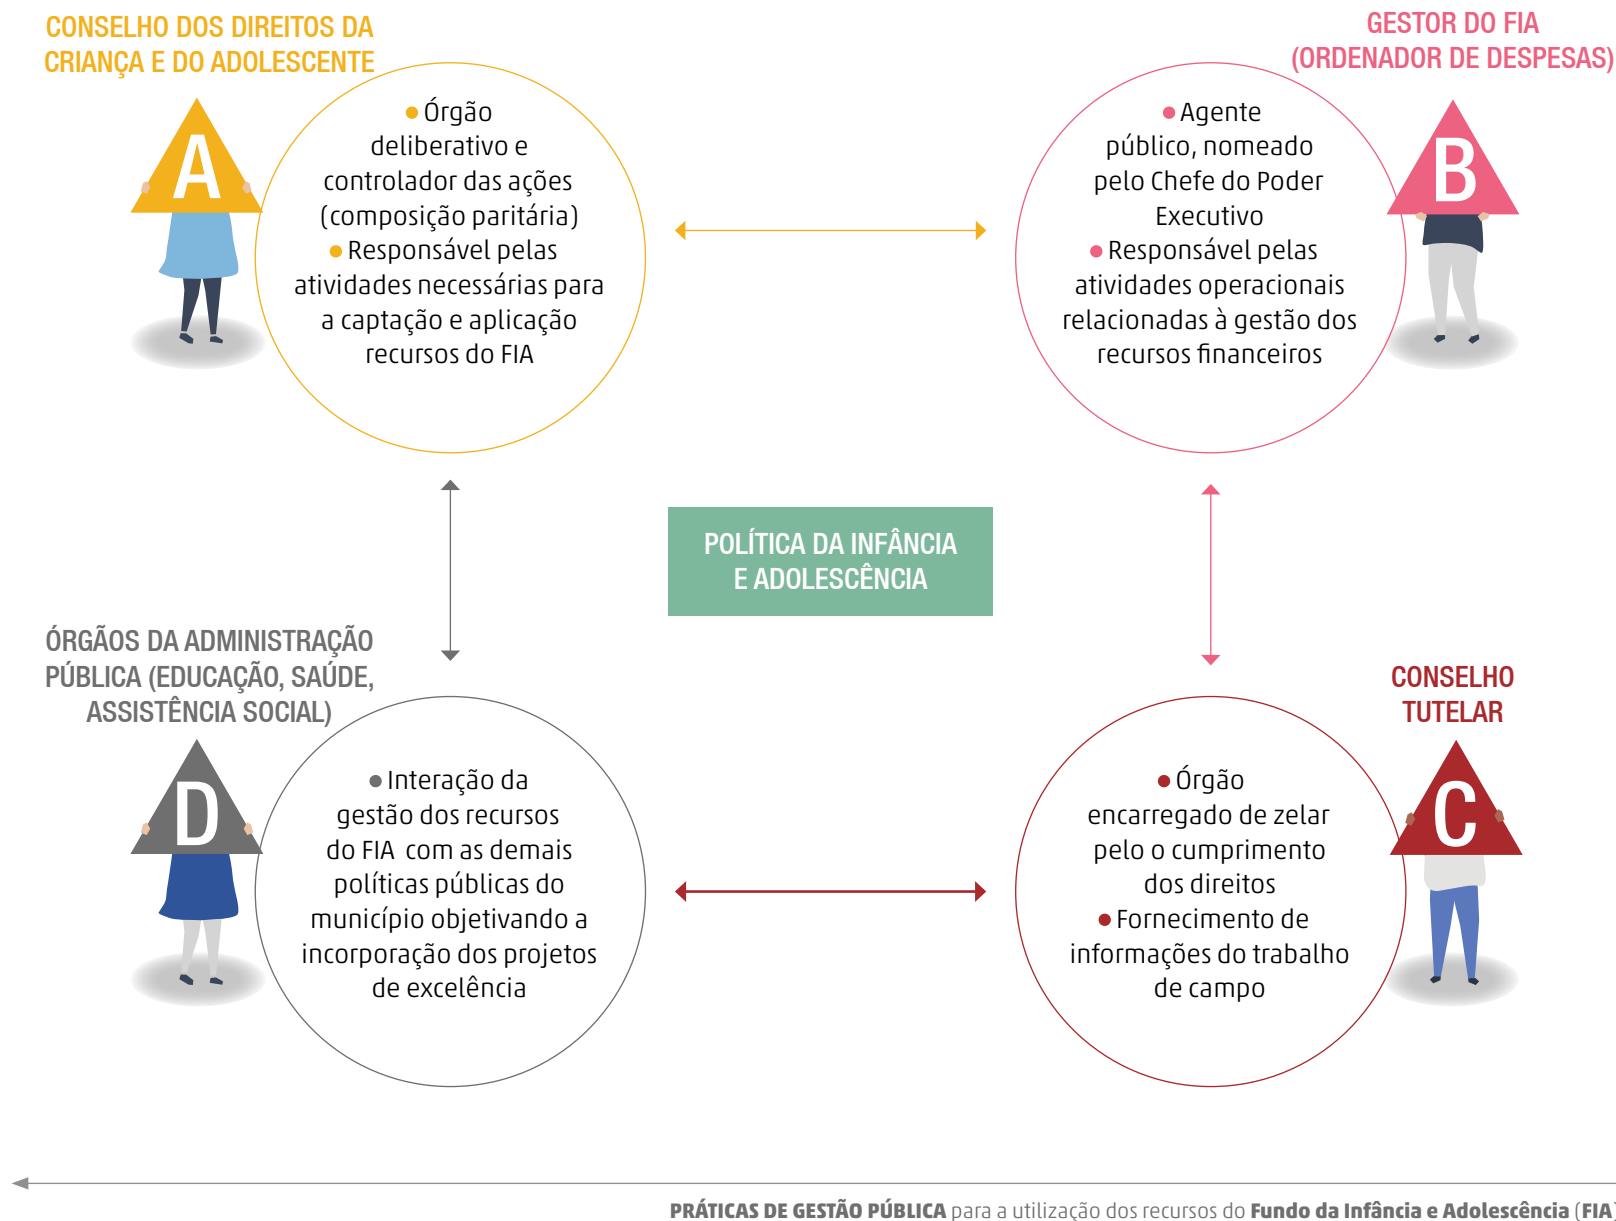 CONSELHO DOS DIREITOS DA
CRIANÇA E DO ADOLESCENTE
A
● Órgão
deliberativo e
controlador das ações
(composição paritária)
● Responsável pelas
atividades necessárias para
a captação e aplicação
recursos do FIA
GESTOR DO FIA
(ORDENADOR DE DESPESAS)
B
● Agente
público, nomeado
pelo Chefe do Poder
Executivo
● Responsável pelas
atividades operacionais
relacionadas à gestão dos
recursos financeiros
POLÍTICA DA INFÂNCIA
E ADOLESCÊNCIA
ÓRGÃOS DA ADMINISTRAÇÃO
PÚBLICA (EDUCAÇÃO, SAÚDE,
ASSISTÊNCIA SOCIAL)
D
● Interação da
gestão dos recursos
do FIA com as demais
políticas públicas do
município objetivando a
incorporação dos projetos
de excelência
CONSELHO
TUTELAR
C
● Órgão
encarregado de zelar
pelo o cumprimento
dos direitos
● Fornecimento de
informações do trabalho
de campo
PRÁTICAS DE GESTÃO PÚBLICA para a utilização dos recursos do Fundo da Infância e Adolescência (FIA)